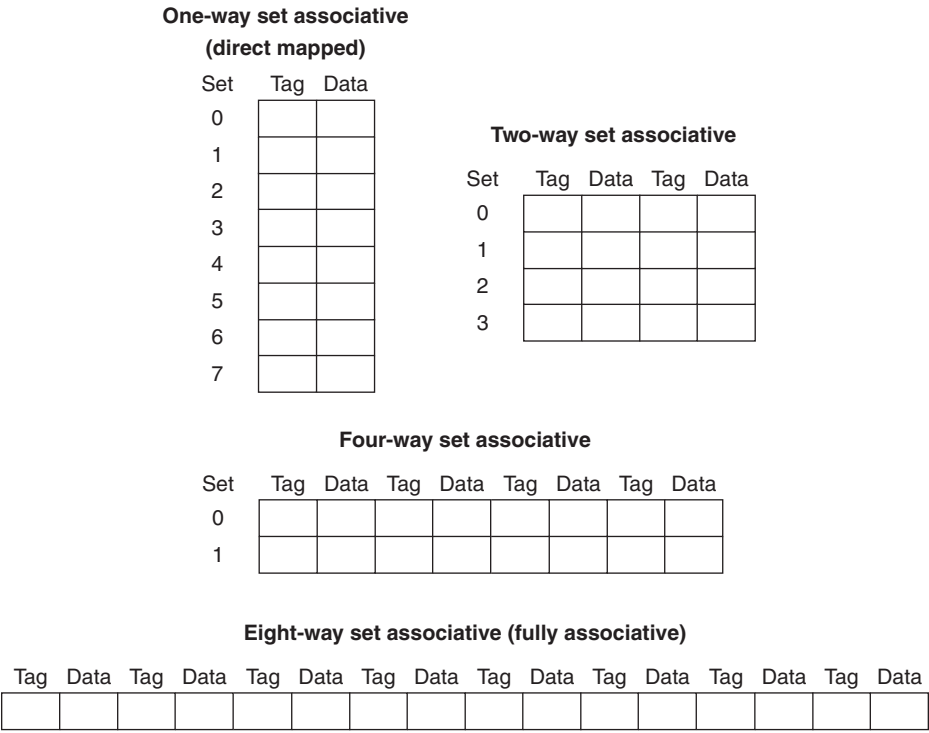 One-way set associative
(direct mapped)
Set Tag Data
0
1
2
3
4
5
6
7
Two-way set associative
Set Tag Data Tag Data
0
1
2
3
Four-way set associative
Set Tag Data Tag Data Tag Data Tag Data
0
1
Eight-way set associative (fully associative)
Tag Data Tag Data Tag Data Tag Data Tag Data Tag Data Tag Data Tag Data